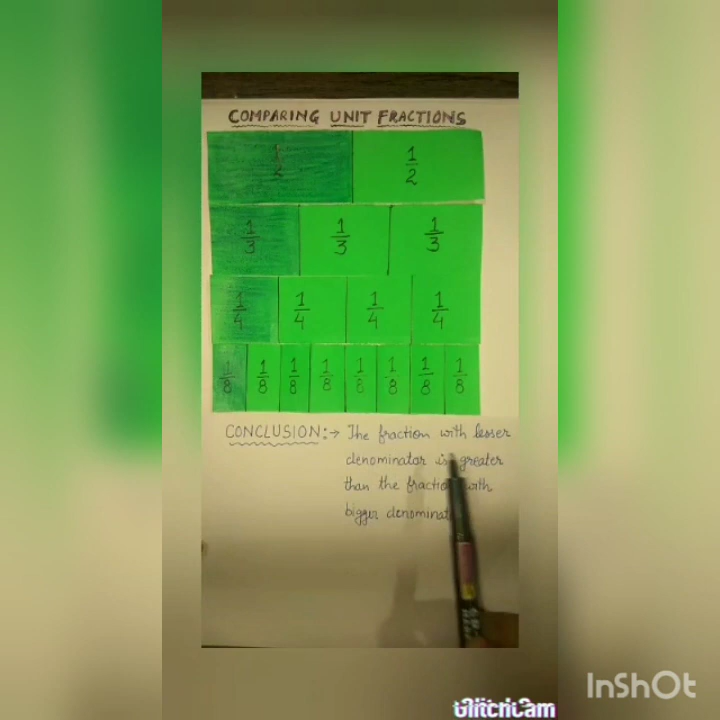 COMPARING UNIT FRACTIONS
1/2 1/2
1/3 1/3 1/3
1/4 1/4 1/4 1/4
1/8 1/8 1/8 1/8 1/8 1/8 1/8 1/8
CONCLUSION:→ The fraction with lesser
denominator is greater
than the fraction with
bigger denominat
InShOt
GlitchCam